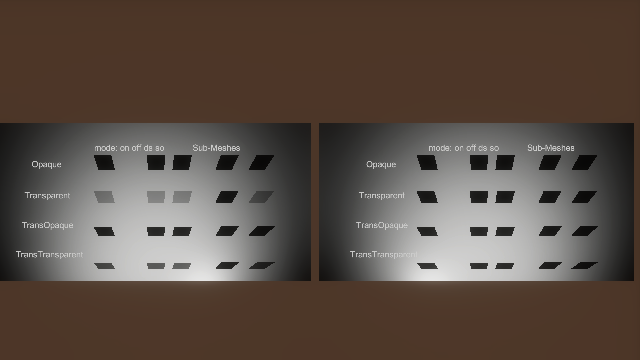 mode: on off ds so Sub-Meshes
Opaque
Transparent
TransOpaque
TransTransparent
mode: on off ds so Sub-Meshes
Opaque
Transparent
TransOpaque
TransTransparent